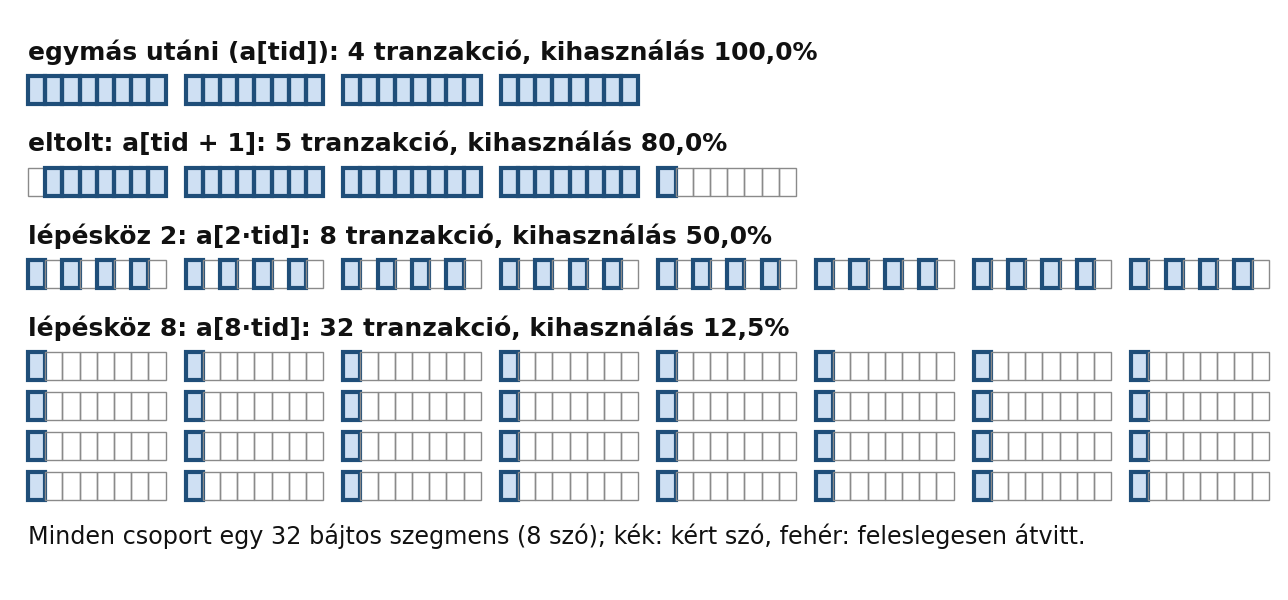 egymás utáni (a[tid]): 4 tranzakció, kihasználás 100,0%
eltolt: a[tid + 1]: 5 tranzakció, kihasználás 80,0%
lépésköz 2: a[2·tid]: 8 tranzakció, kihasználás 50,0%
lépésköz 8: a[8·tid]: 32 tranzakció, kihasználás 12,5%
Minden csoport egy 32 bájtos szegmens (8 szó); kék: kért szó, fehér: feleslegesen átvitt.